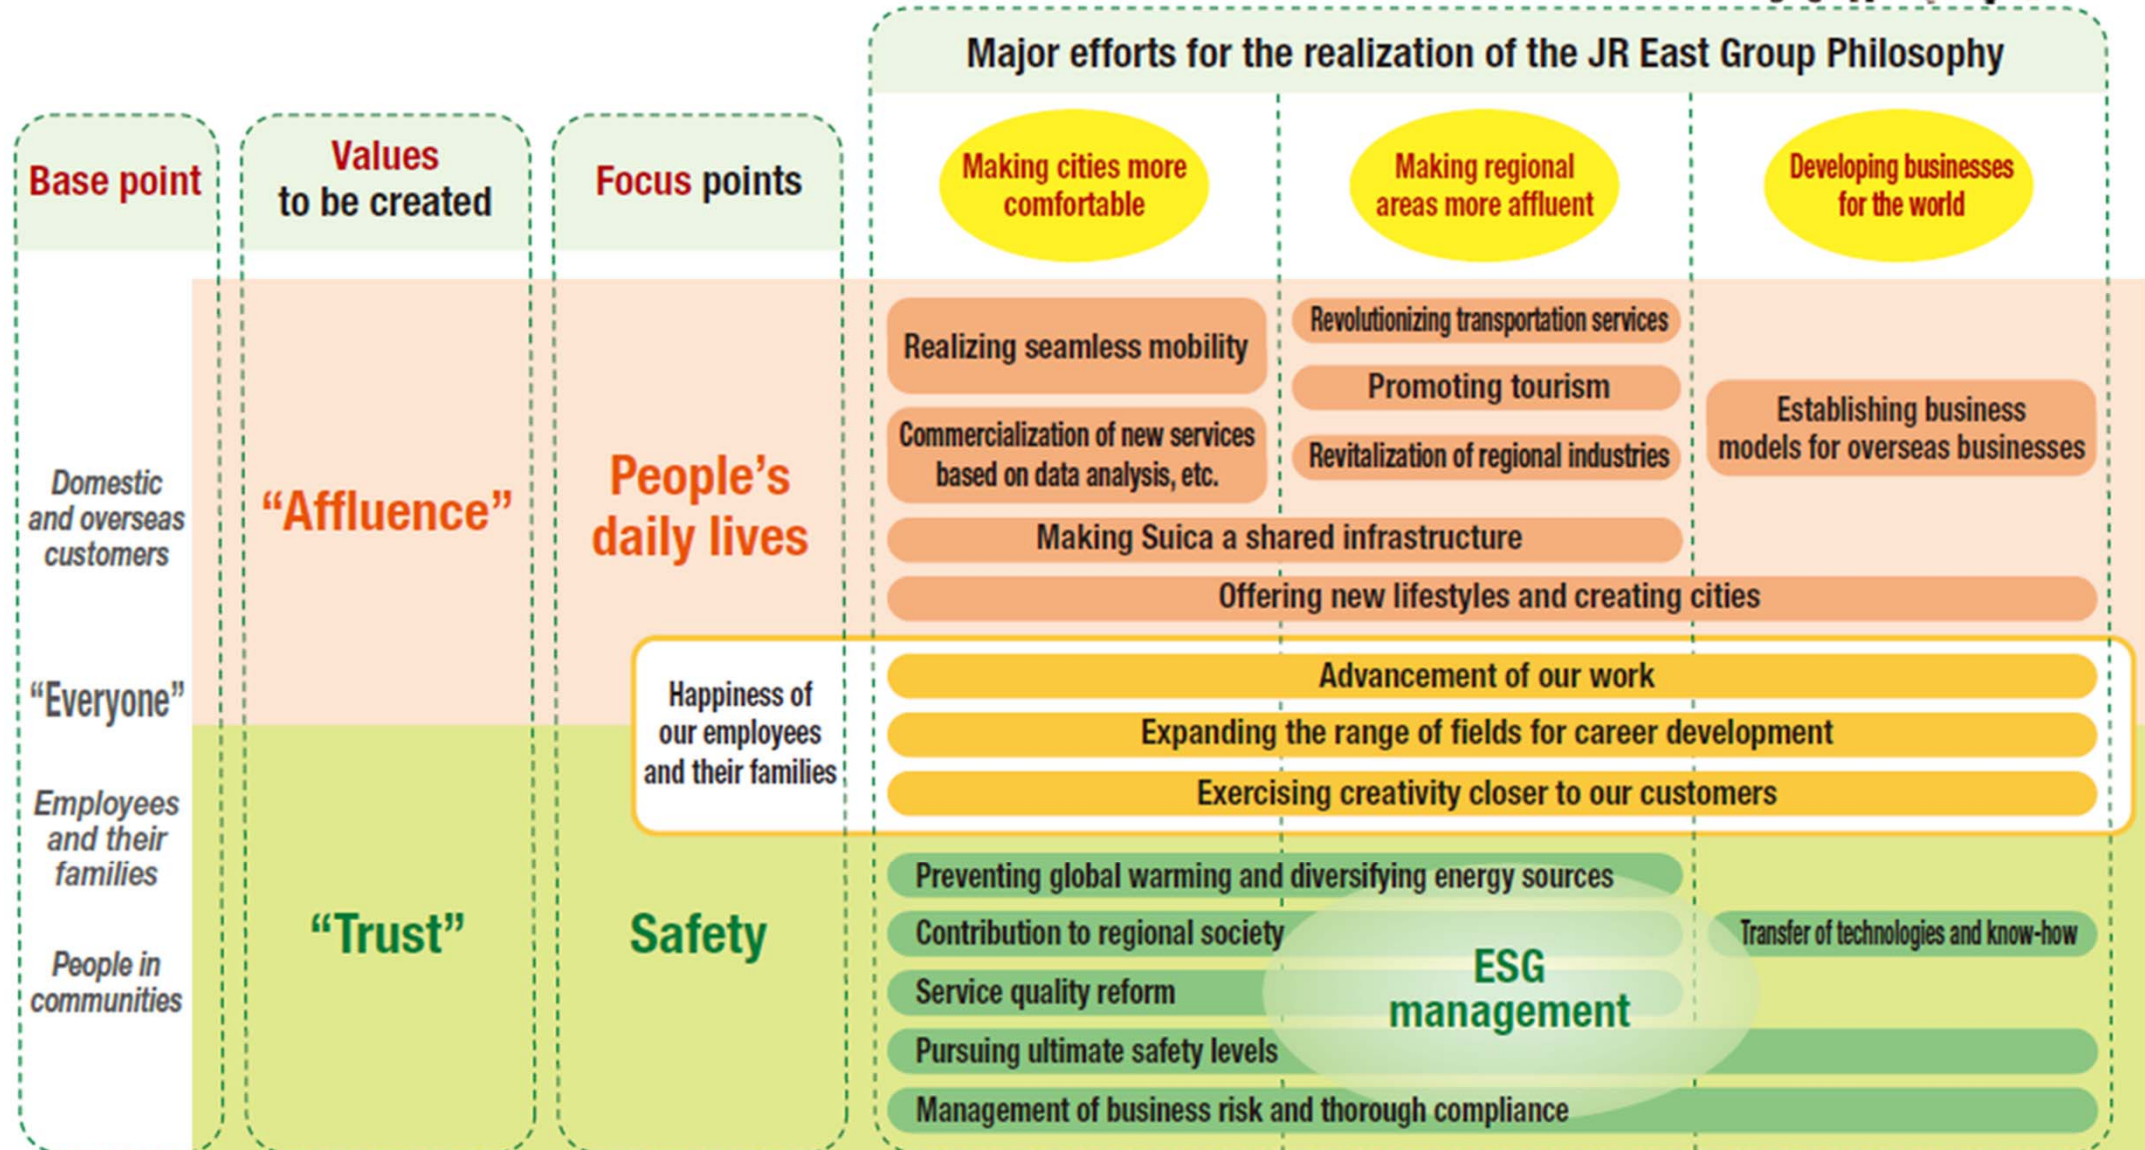 Major efforts for the realization of the JR East Group Philosophy
Base point
Values
to be created
Focus points
Making cities more
comfortable
Making regional
areas more affluent
Developing businesses
for the world
Domestic
and overseas
customers
“Everyone”
Employees
and their
families
People in
communities
“Affluence”
“Trust”
People’s
daily lives
Happiness of
our employees
and their families
Safety
Realizing seamless mobility
Commercialization of new services
based on data analysis, etc.
Revolutionizing transportation services
Promoting tourism
Revitalization of regional industries
Establishing business
models for overseas businesses
Making Suica a shared infrastructure
Offering new lifestyles and creating cities
Advancement of our work
Expanding the range of fields for career development
Exercising creativity closer to our customers
Preventing global warming and diversifying energy sources
Contribution to regional society
Transfer of technologies and know-how
Service quality reform
ESG
management
Pursuing ultimate safety levels
Management of business risk and thorough compliance